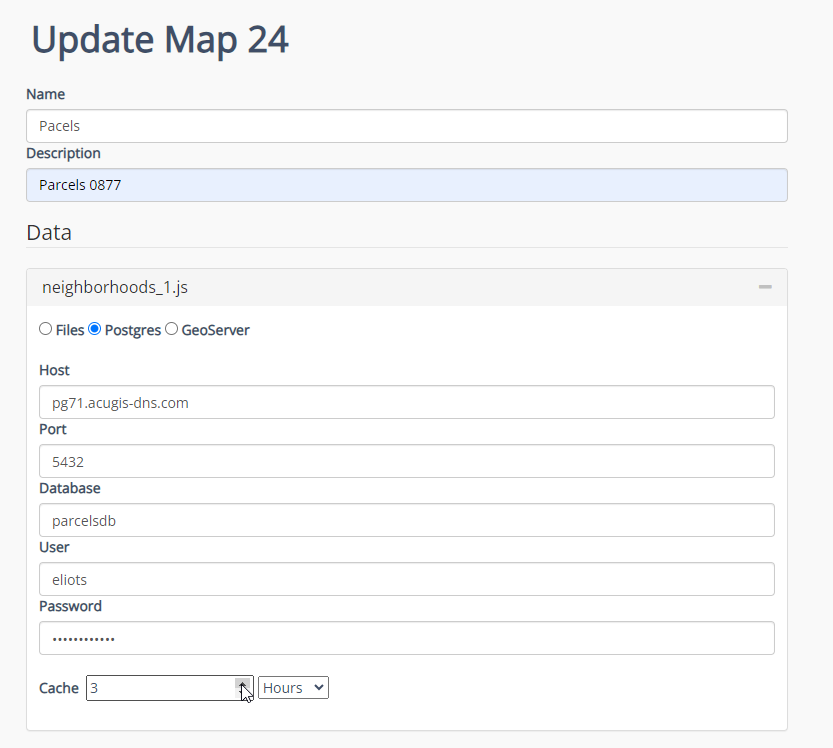 Update Map 24
Name
Pacels
Description
Parcels 0877
Data
neighborhoods_1.js
Files Postgres GeoServer
Host
pg71.acugis-dns.com
Port
5432
Database
parcelsdb
User
eliots
Password
••••••••••••
Cache 3 Hours